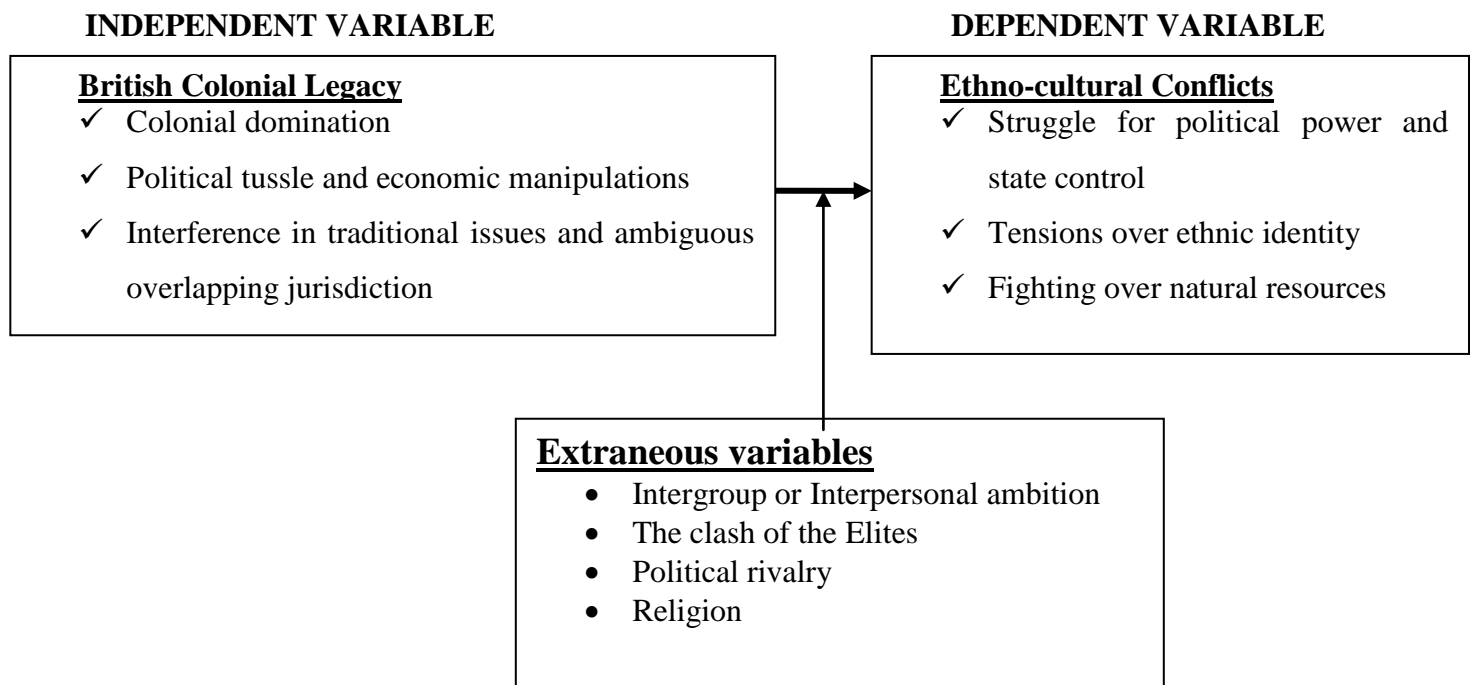 INDEPENDENT VARIABLE
British Colonial Legacy
✓ Colonial domination
✓ Political tussle and economic manipulations
✓ Interference in traditional issues and ambiguous
overlapping jurisdiction
DEPENDENT VARIABLE
Ethno-cultural Conflicts
✓ Struggle for political power and
state control
✓ Tensions over ethnic identity
✓ Fighting over natural resources
Extraneous variables
• Intergroup or Interpersonal ambition
• The clash of the Elites
• Political rivalry
• Religion